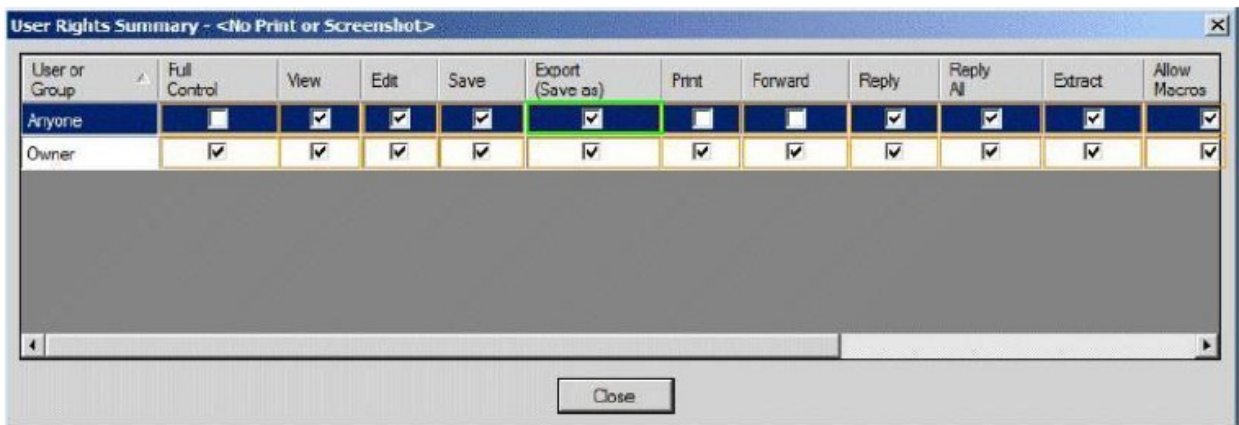 User Rights Summary - <No Print or Screenshot>
User or Group Full Control View Edit Save Export (Save as) Print Forward Reply Reply All Extract Allow Macros
Anyone
Owner
Close